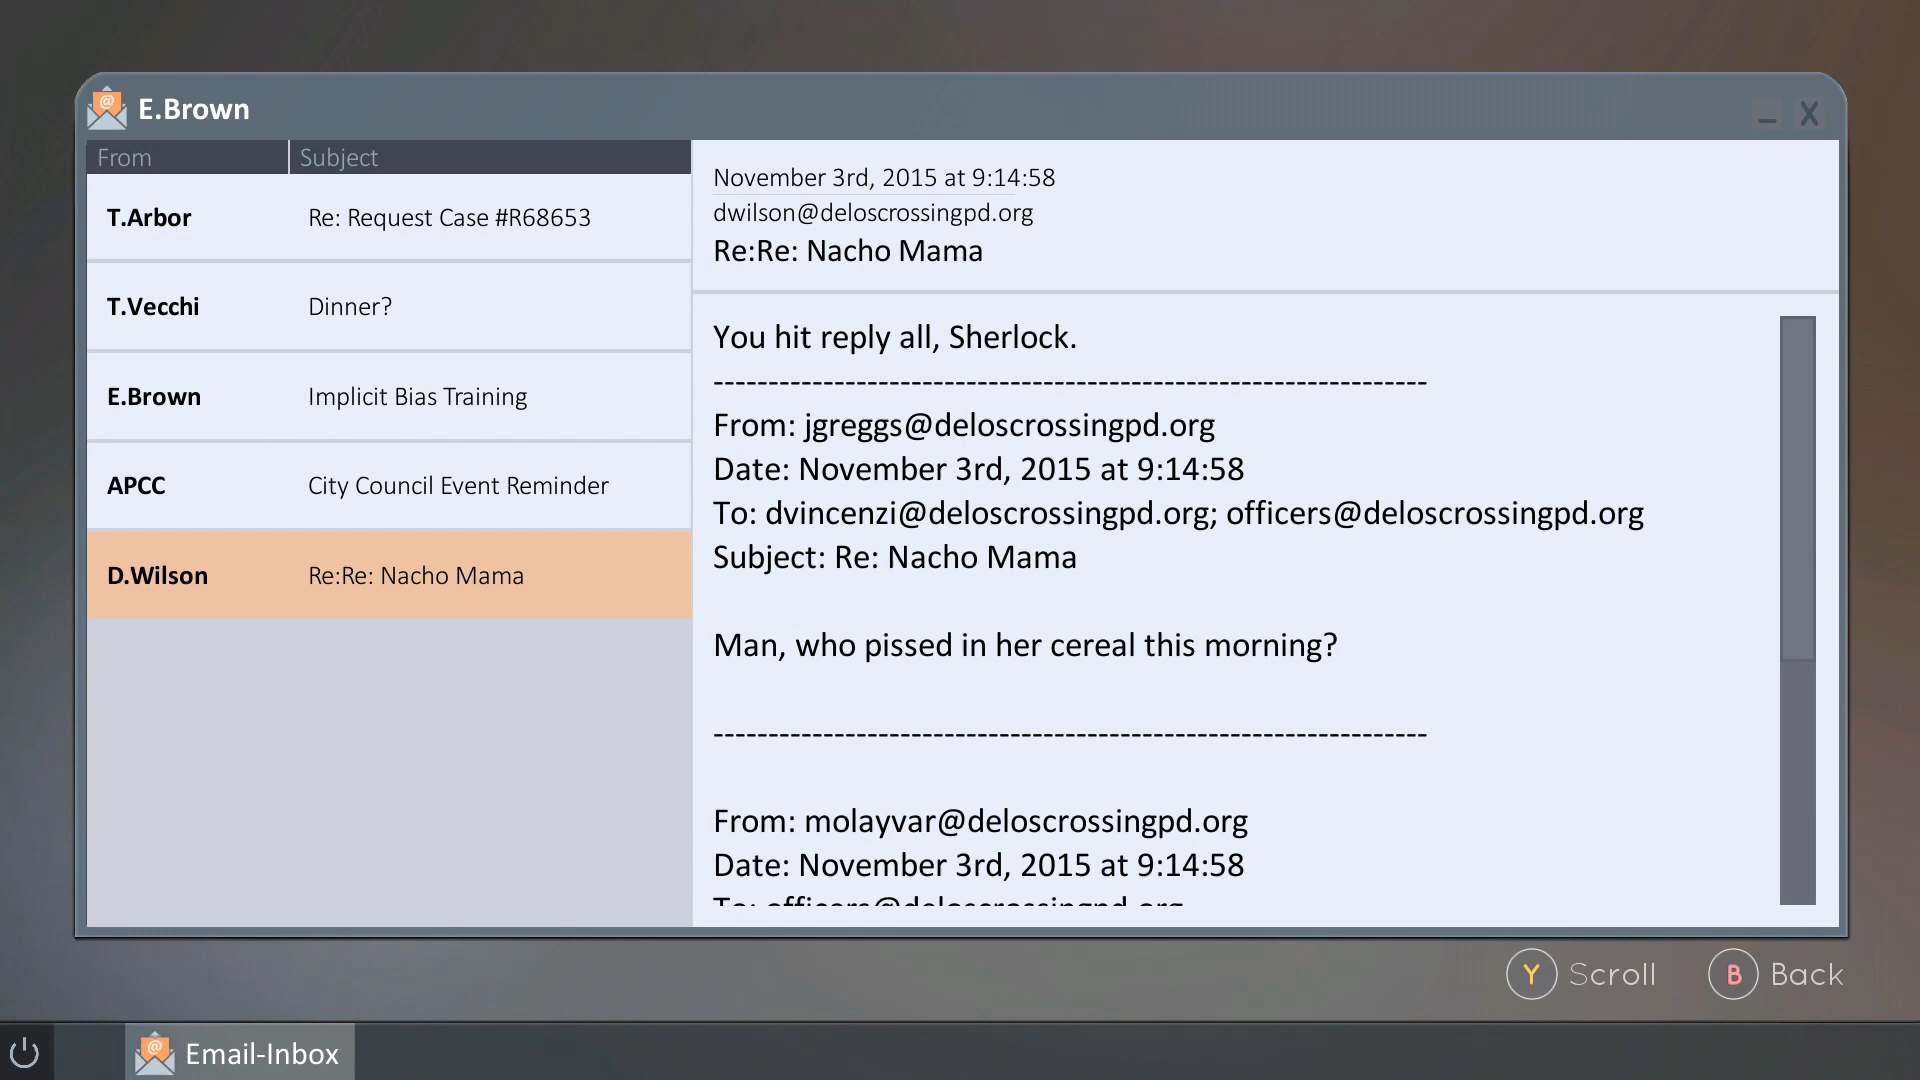 E.Brown
From Subject
T.Arbor Re: Request Case #R68653
T.Vecchi Dinner?
E.Brown Implicit Bias Training
APCC City Council Event Reminder
D.Wilson Re:Re: Nacho Mama
November 3rd, 2015 at 9:14:58
dwilson@deloscrossingpd.org
Re:Re: Nacho Mama
You hit reply all, Sherlock.
-----------------------------------------------------------------
From: jgreggs@deloscrossingpd.org
Date: November 3rd, 2015 at 9:14:58
To: dvincenzi@deloscrossingpd.org; officers@deloscrossingpd.org
Subject: Re: Nacho Mama
Man, who pissed in her cereal this morning?
-----------------------------------------------------------------
From: molayvar@deloscrossingpd.org
Date: November 3rd, 2015 at 9:14:58
To: officers@deloscrossingpd.org
Y Scroll B Back
Email-Inbox